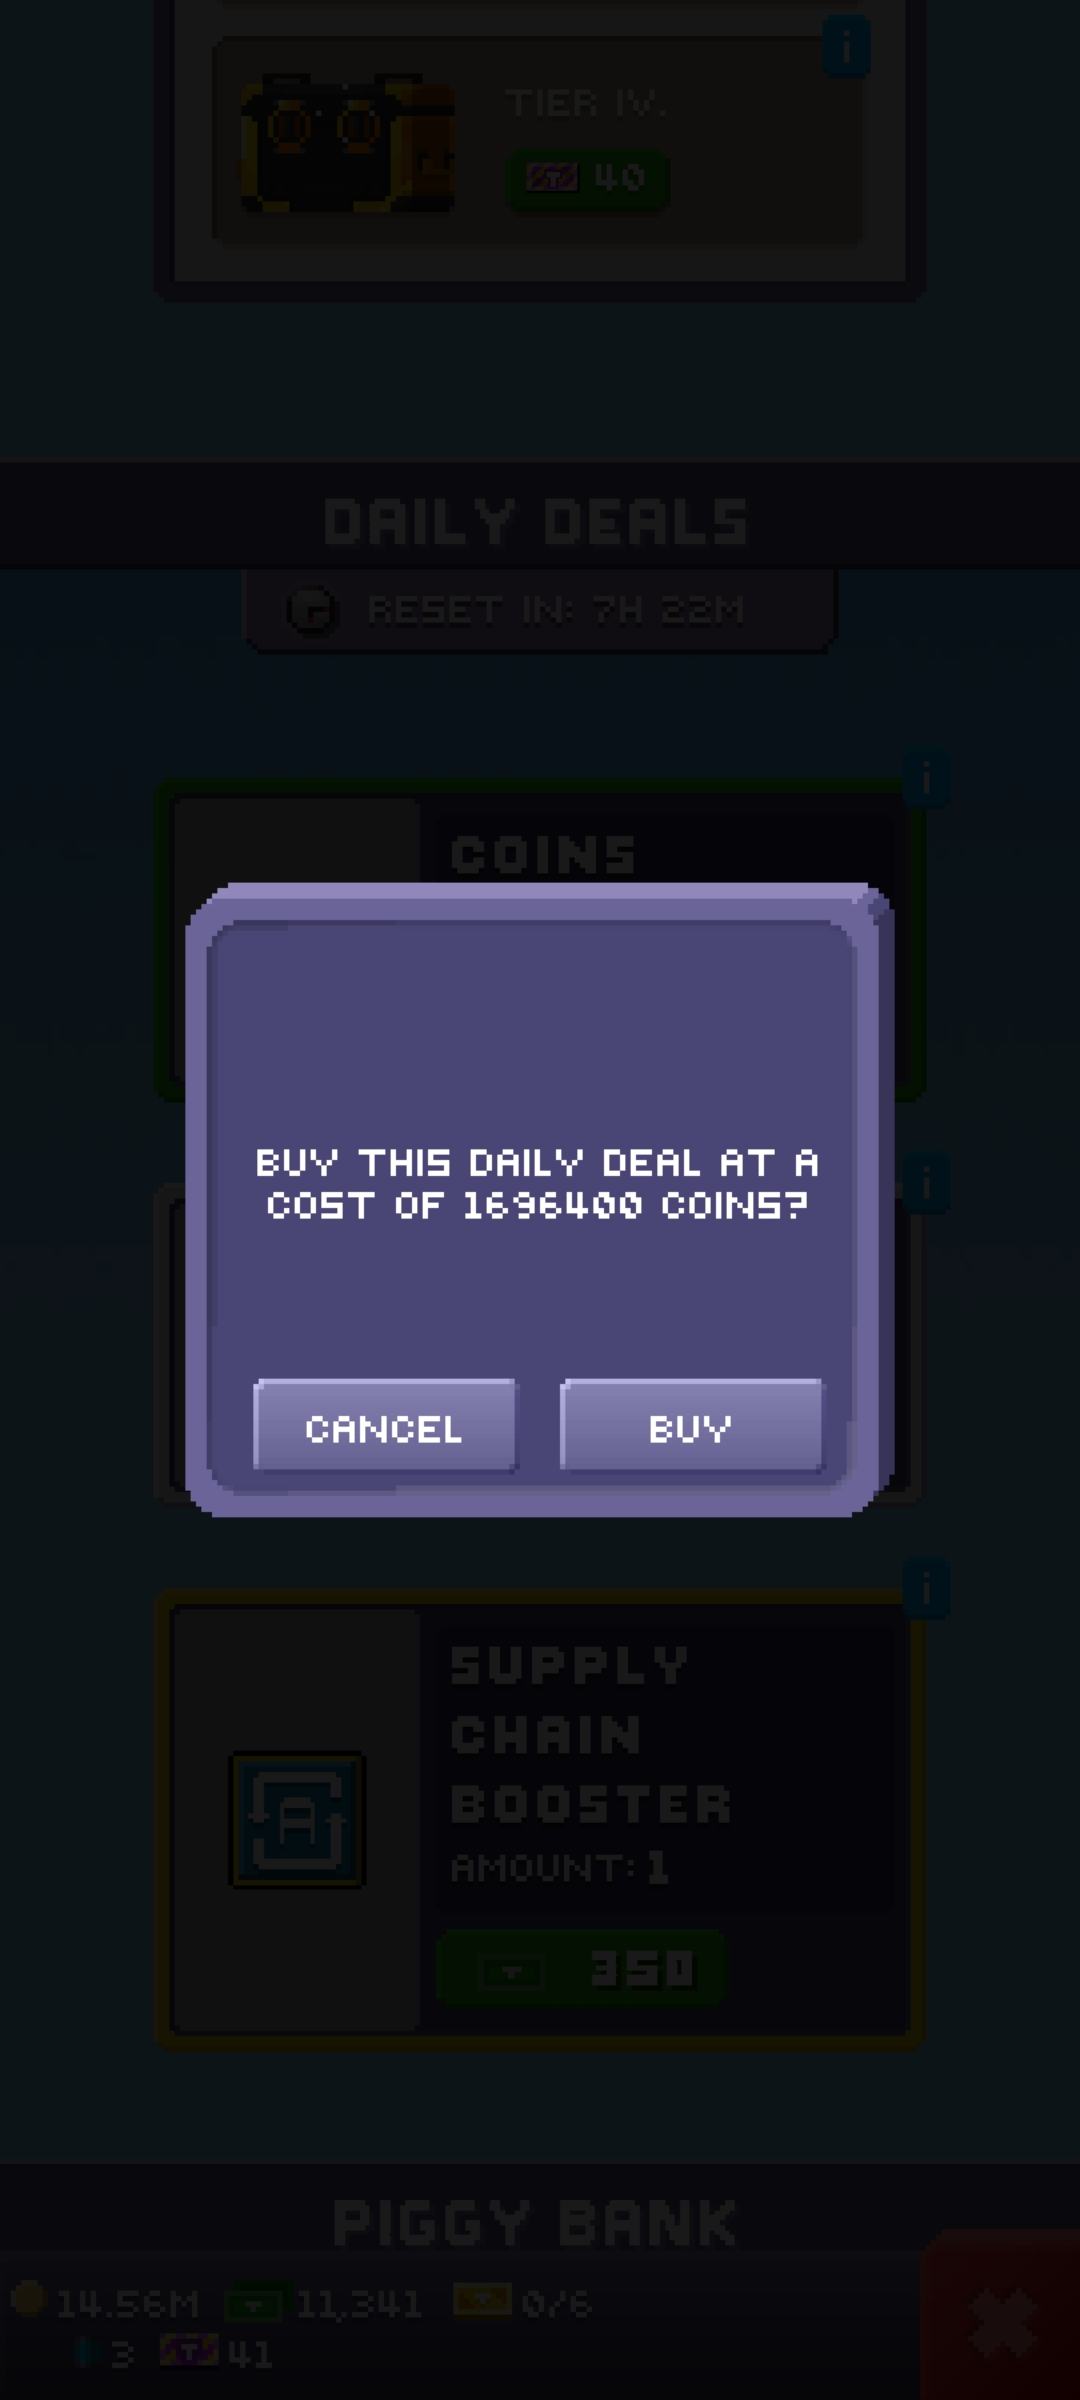 i
TIER IV.
T 40
DAILY DEALS
RESET IN: 7H 22M
i
COINS
i
BUY THIS DAILY DEAL AT A
COST OF 1696400 COINS?
CANCEL
BUY
i
SUPPLY
CHAIN
BOOSTER
A
AMOUNT: 1
350
PIGGY BANK
14.56M 11,341 0/6
3 T 41